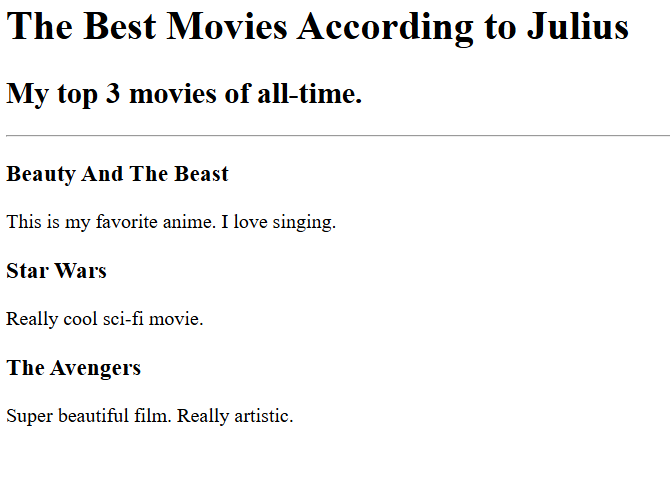 The Best Movies According to Julius
My top 3 movies of all-time.
Beauty And The Beast
This is my favorite anime. I love singing.
Star Wars
Really cool sci-fi movie.
The Avengers
Super beautiful film. Really artistic.